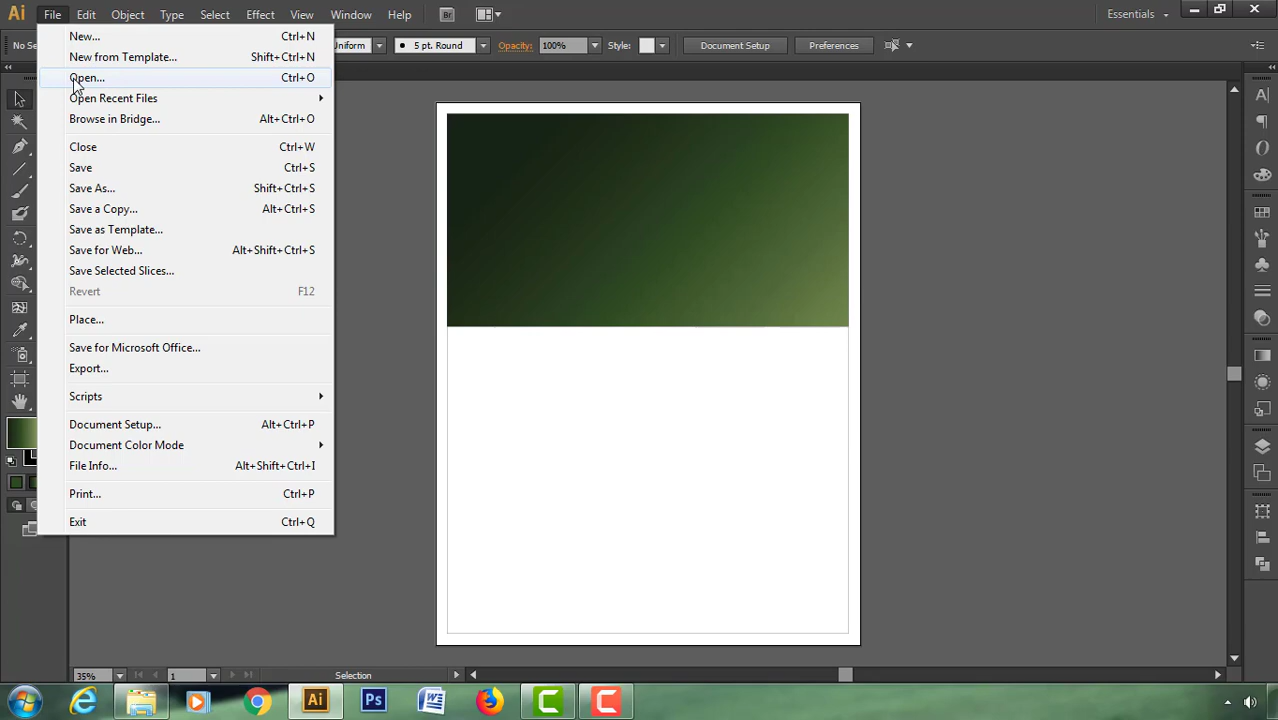 Ai File Edit Object Type Select Effect View Window Help Br Essentials
Uniform 5 pt. Round Opacity: 100% Style: Document Setup Preferences
New... Ctrl+N
New from Template... Shift+Ctrl+N
Open... Ctrl+O
Open Recent Files
Browse in Bridge... Alt+Ctrl+O
Close Ctrl+W
Save Ctrl+S
Save As... Shift+Ctrl+S
Save a Copy... Alt+Ctrl+S
Save as Template...
Save for Web... Alt+Shift+Ctrl+S
Save Selected Slices...
Revert F12
Place...
Save for Microsoft Office...
Export...
Scripts
Document Setup... Alt+Ctrl+P
Document Color Mode
File Info... Alt+Shift+Ctrl+I
Print... Ctrl+P
Exit Ctrl+Q
35% 1 Selection
Ai Ps W C C